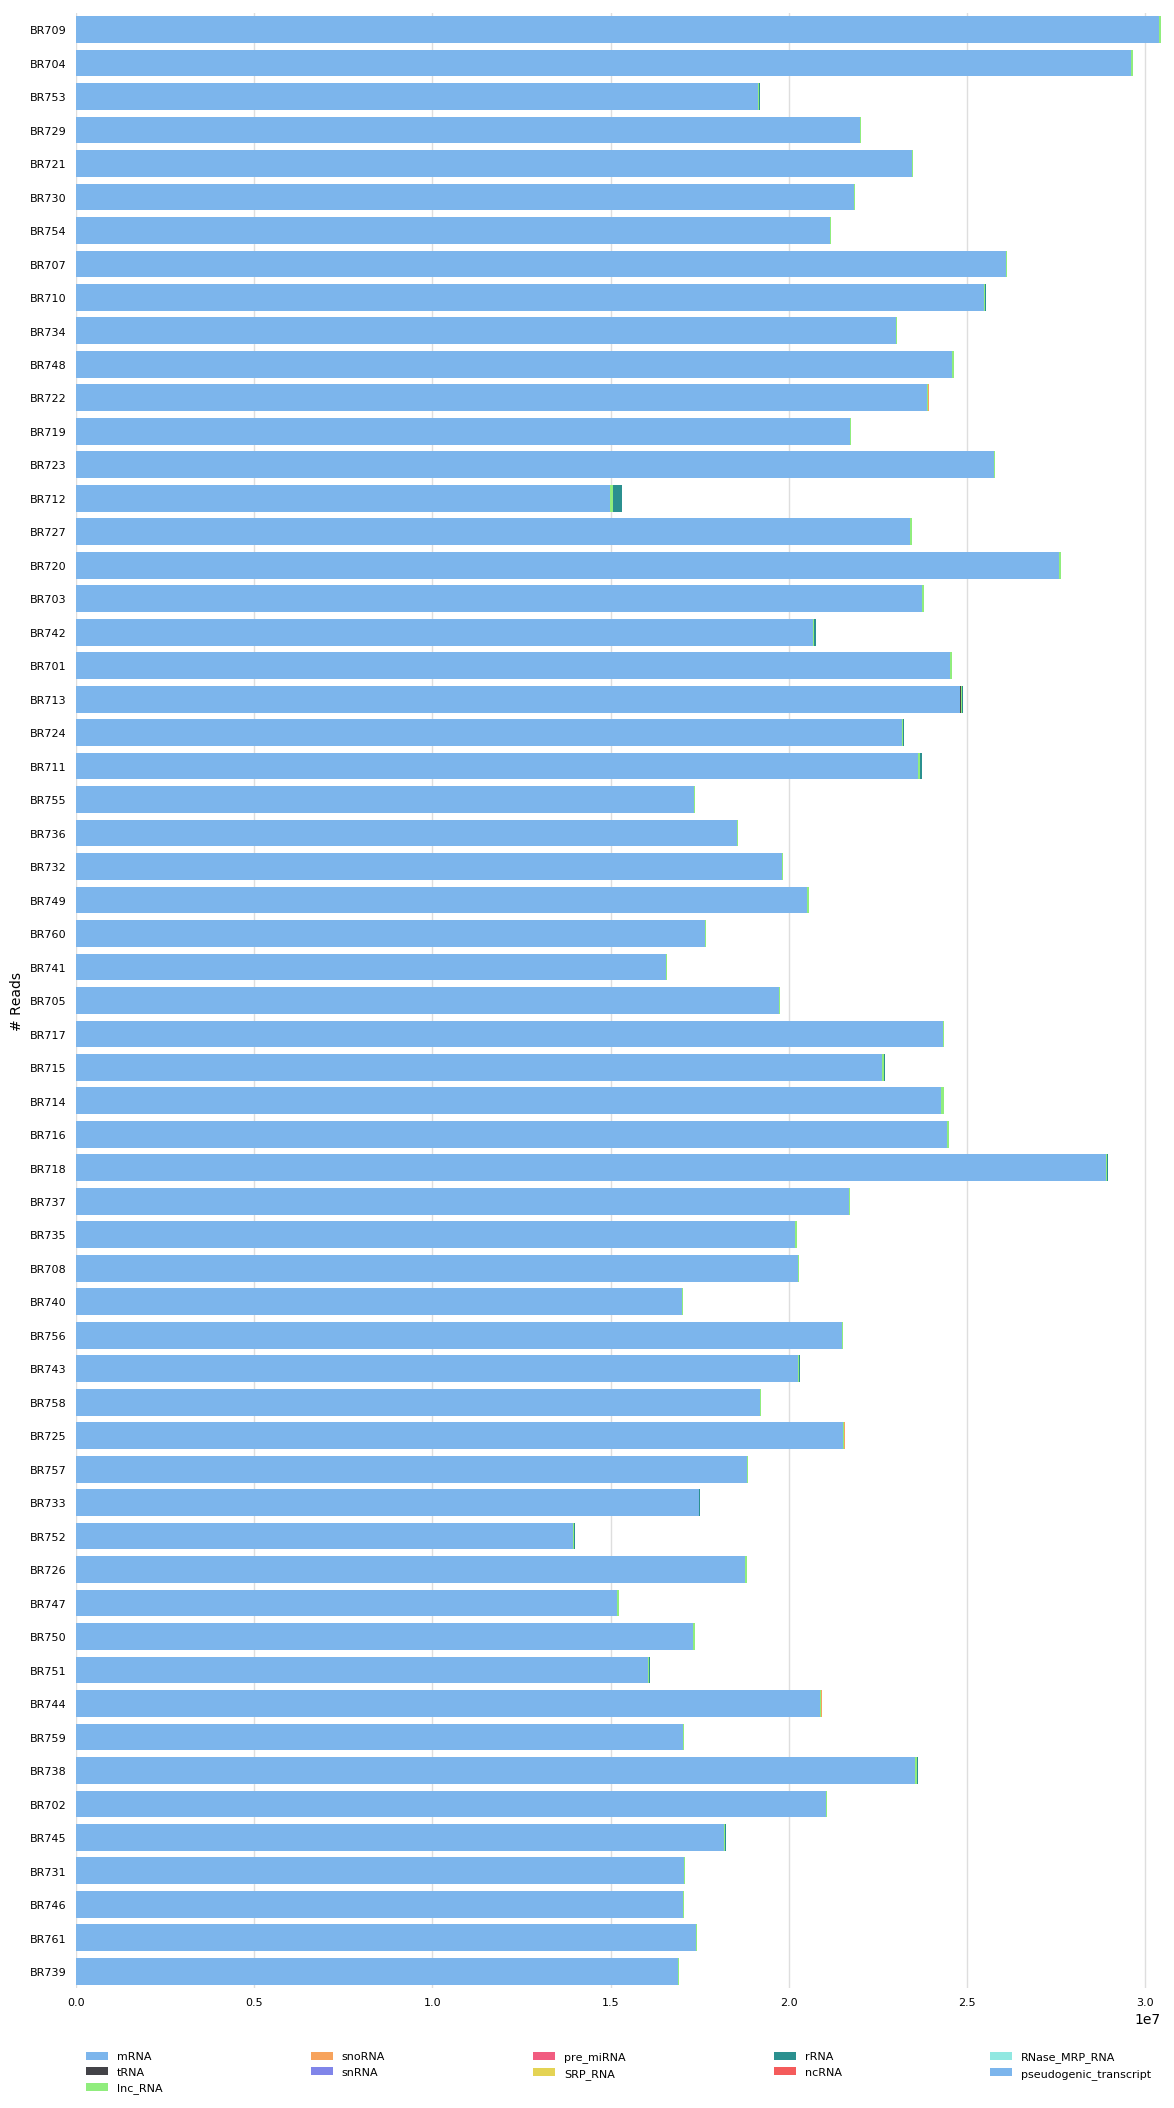 BR709
BR704
BR753
BR729
BR721
BR730
BR754
BR707
BR710
BR734
BR748
BR722
BR719
BR723
BR712
BR727
BR720
BR703
BR742
BR701
BR713
BR724
BR711
BR755
BR736
BR732
BR749
BR760
BR741
# Reads
BR705
BR717
BR715
BR714
BR716
BR718
BR737
BR735
BR708
BR740
BR756
BR743
BR758
BR725
BR757
BR733
BR752
BR726
BR747
BR750
BR751
BR744
BR759
BR738
BR702
BR745
BR731
BR746
BR761
BR739
0.0 0.5 1.0 1.5 2.0 2.5 3.0
1e7
mRNA snoRNA pre_miRNA rRNA RNase_MRP_RNA
tRNA snRNA SRP_RNA ncRNA pseudogenic_transcript
lnc_RNA